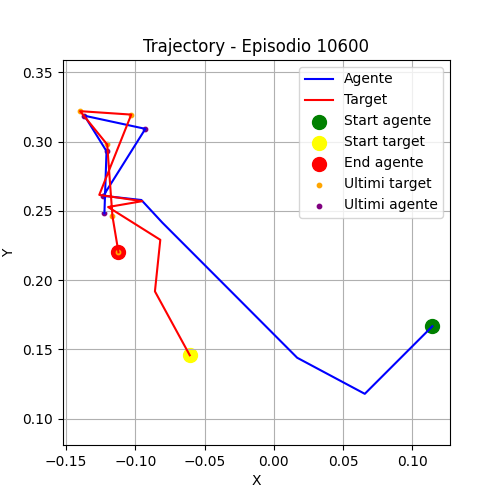 Trajectory - Episodio 10600
0.35
0.30
0.25
0.20
0.15
0.10
Y
Agente
Target
Start agente
Start target
End agente
Ultimi target
Ultimi agente
−0.15
−0.10
−0.05
0.00
0.05
0.10
X